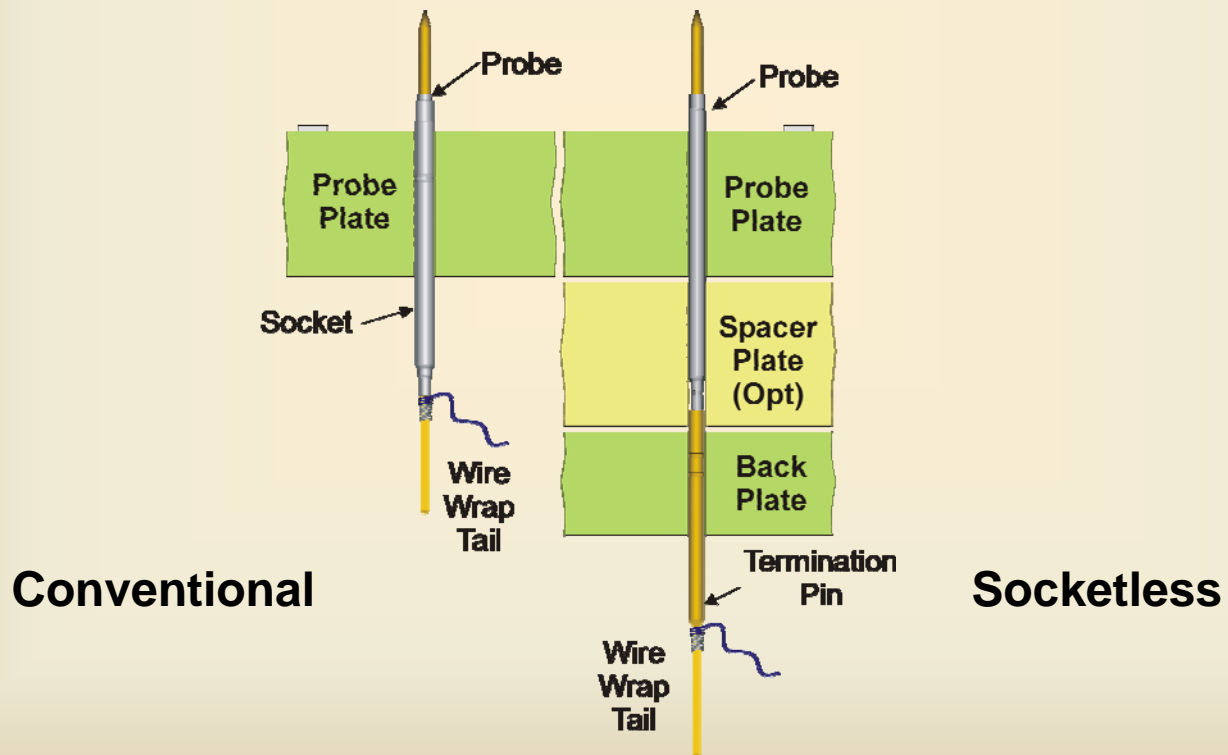 Probe
Probe
Plate
Socket
Wire
Wrap
Tail
Conventional
Probe
Probe
Plate
Spacer
Plate
(Opt)
Back
Plate
Termination
Pin
Wire
Wrap
Tail
Socketless